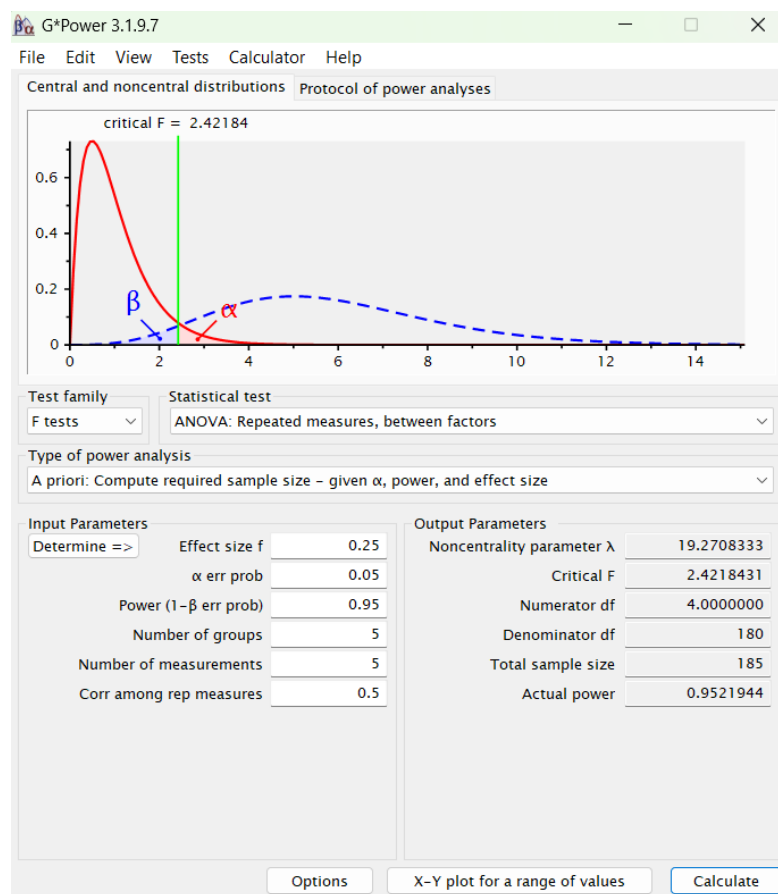 G*Power 3.1.9.7
File Edit View Tests Calculator Help
Central and noncentral distributions Protocol of power analyses
critical F = 2.42184
0.6
0.4
0.2
0
β α
0 2 4 6 8 10 12 14
Test family Statistical test
F tests ANOVA: Repeated measures, between factors
Type of power analysis
A priori: Compute required sample size – given α, power, and effect size
Input Parameters Output Parameters
Determine => Effect size f 0.25 Noncentrality parameter λ 19.2708333
α err prob 0.05 Critical F 2.4218431
Power (1-β err prob) 0.95 Numerator df 4.0000000
Number of groups 5 Denominator df 180
Number of measurements 5 Total sample size 185
Corr among rep measures 0.5 Actual power 0.9521944
Options X-Y plot for a range of values Calculate